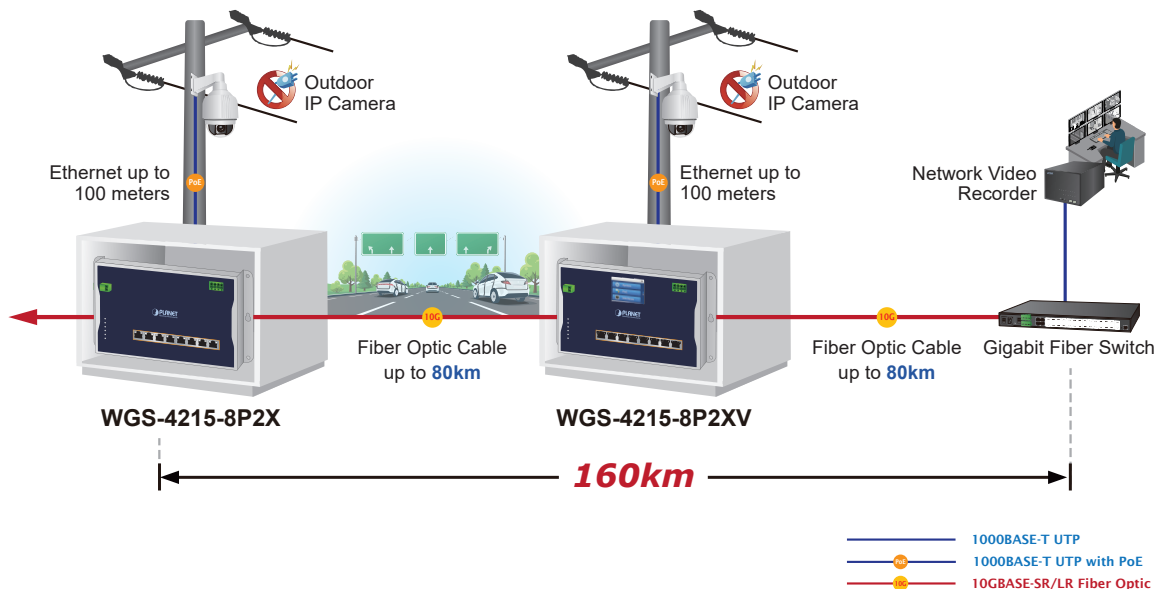 Outdoor
IP Camera
Outdoor
IP Camera
Ethernet up to
100 meters
PoE
Ethernet up to
100 meters
PoE
Network Video
Recorder
PLANET
PLANET
10G
10G
Fiber Optic Cable
up to 80km
Fiber Optic Cable
up to 80km
Gigabit Fiber Switch
WGS-4215-8P2X
WGS-4215-8P2XV
160km
1000BASE-T UTP
PoE
1000BASE-T UTP with PoE
10G
10GBASE-SR/LR Fiber Optic